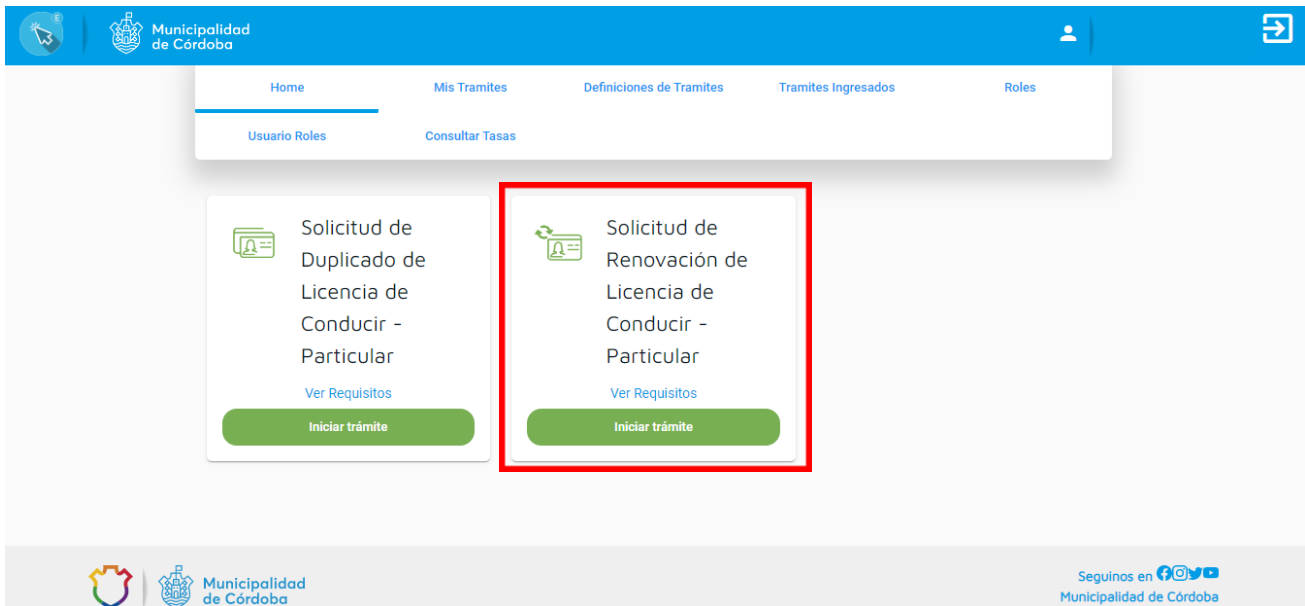 E
Municipalidad
de Córdoba
Home
Mis Tramites
Definiciones de Tramites
Tramites Ingresados
Roles
Usuario Roles
Consultar Tasas
Solicitud de
Duplicado de
Licencia de
Conducir -
Particular
Ver Requisitos
Iniciar trámite
Solicitud de
Renovación de
Licencia de
Conducir -
Particular
Ver Requisitos
Iniciar trámite
Municipalidad
de Córdoba
Seguinos en
Municipalidad de Córdoba